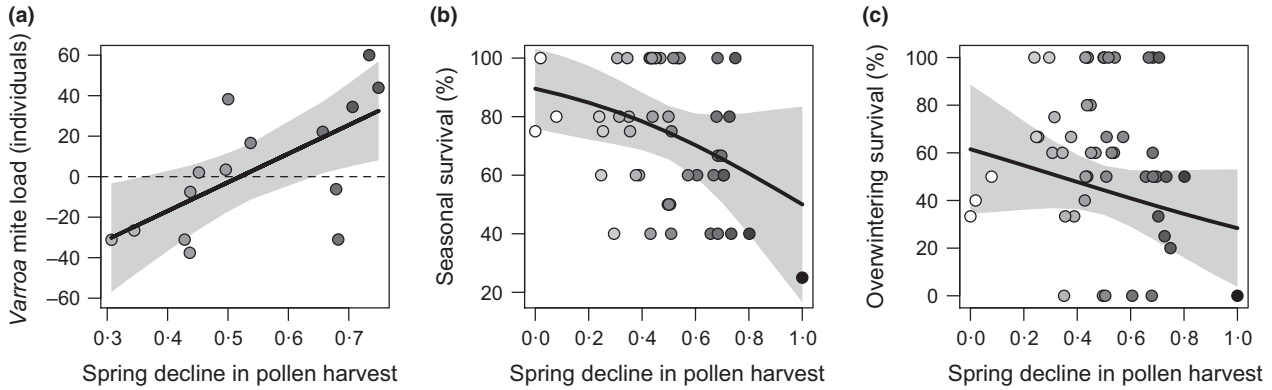 (a)
Varroa mite load (individuals)
60
40
20
0
–20
–40
–60
0·3 0·4 0·5 0·6 0·7
Spring decline in pollen harvest
(b)
Seasonal survival (%)
100
80
60
40
20
0·0 0·2 0·4 0·6 0·8 1·0
Spring decline in pollen harvest
(c)
Overwintering survival (%)
100
80
60
40
20
0
0·0 0·2 0·4 0·6 0·8 1·0
Spring decline in pollen harvest